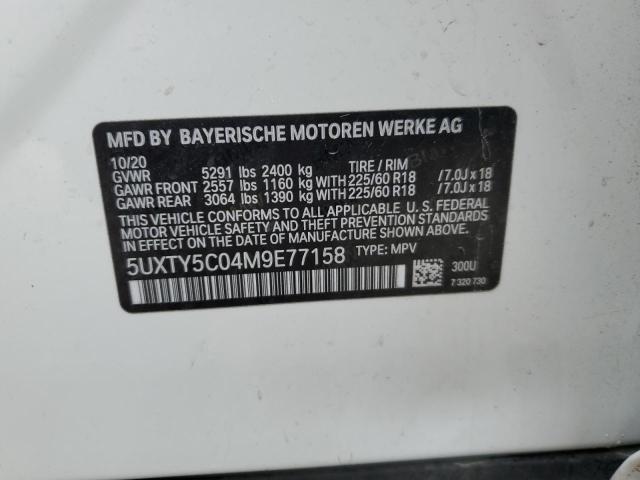 MFD BY BAYERISCHE MOTOREN WERKE AG
10/20
GVWR 5291 lbs 2400 kg TIRE / RIM
GAWR FRONT 2557 lbs 1160 kg WITH 225/60 R18 /7.0J x 18
GAWR REAR 3064 lbs 1390 kg WITH 225/60 R18 /7.0J x 18
THIS VEHICLE CONFORMS TO ALL APPLICABLE U. S. FEDERAL
MOTOR VEHICLE SAFETY AND THEFT PREVENTION STANDARDS
IN EFFECT ON THE DATE OF MANUFACTURE SHOWN ABOVE.
5UXTY5C04M9E77158 TYPE: MPV
300U
7 320 730